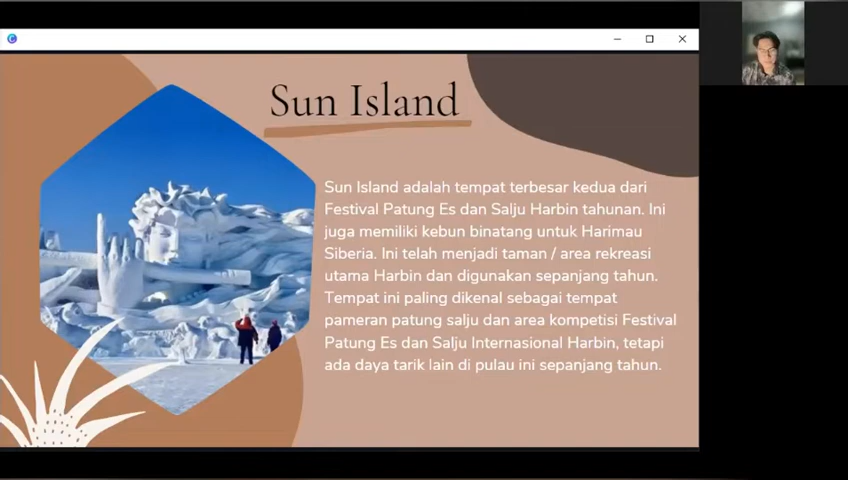 Sun Island
Sun Island adalah tempat terbesar kedua dari
Festival Patung Es dan Salju Harbin tahunan. Ini
juga memiliki kebun binatang untuk Harimau
Siberia. Ini telah menjadi taman / area rekreasi
utama Harbin dan digunakan sepanjang tahun.
Tempat ini paling dikenal sebagai tempat
pameran patung salju dan area kompetisi Festival
Patung Es dan Salju Internasional Harbin, tetapi
ada daya tarik lain di pulau ini sepanjang tahun.